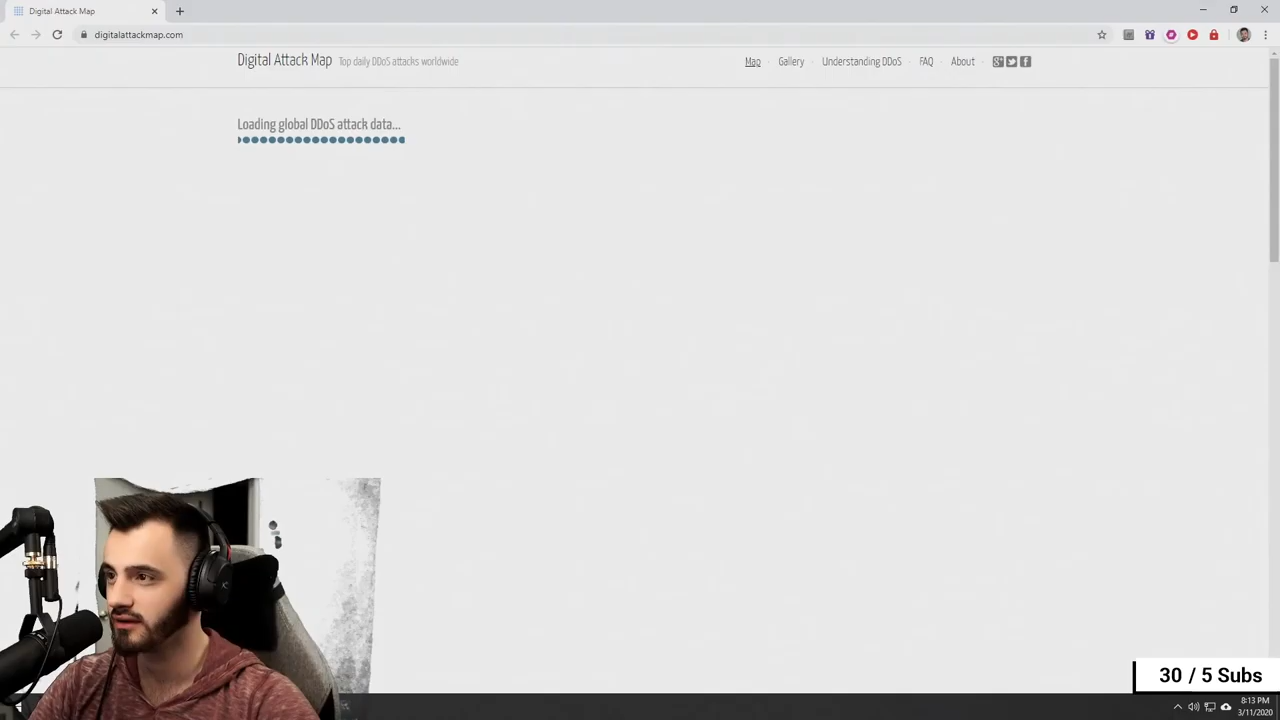 Digital Attack Map
digitalattackmap.com
Digital Attack Map Top daily DDoS attacks worldwide
Map Gallery Understanding DDoS FAQ About
Loading global DDoS attack data...
30 / 5 Subs
8:13 PM
3/11/2020